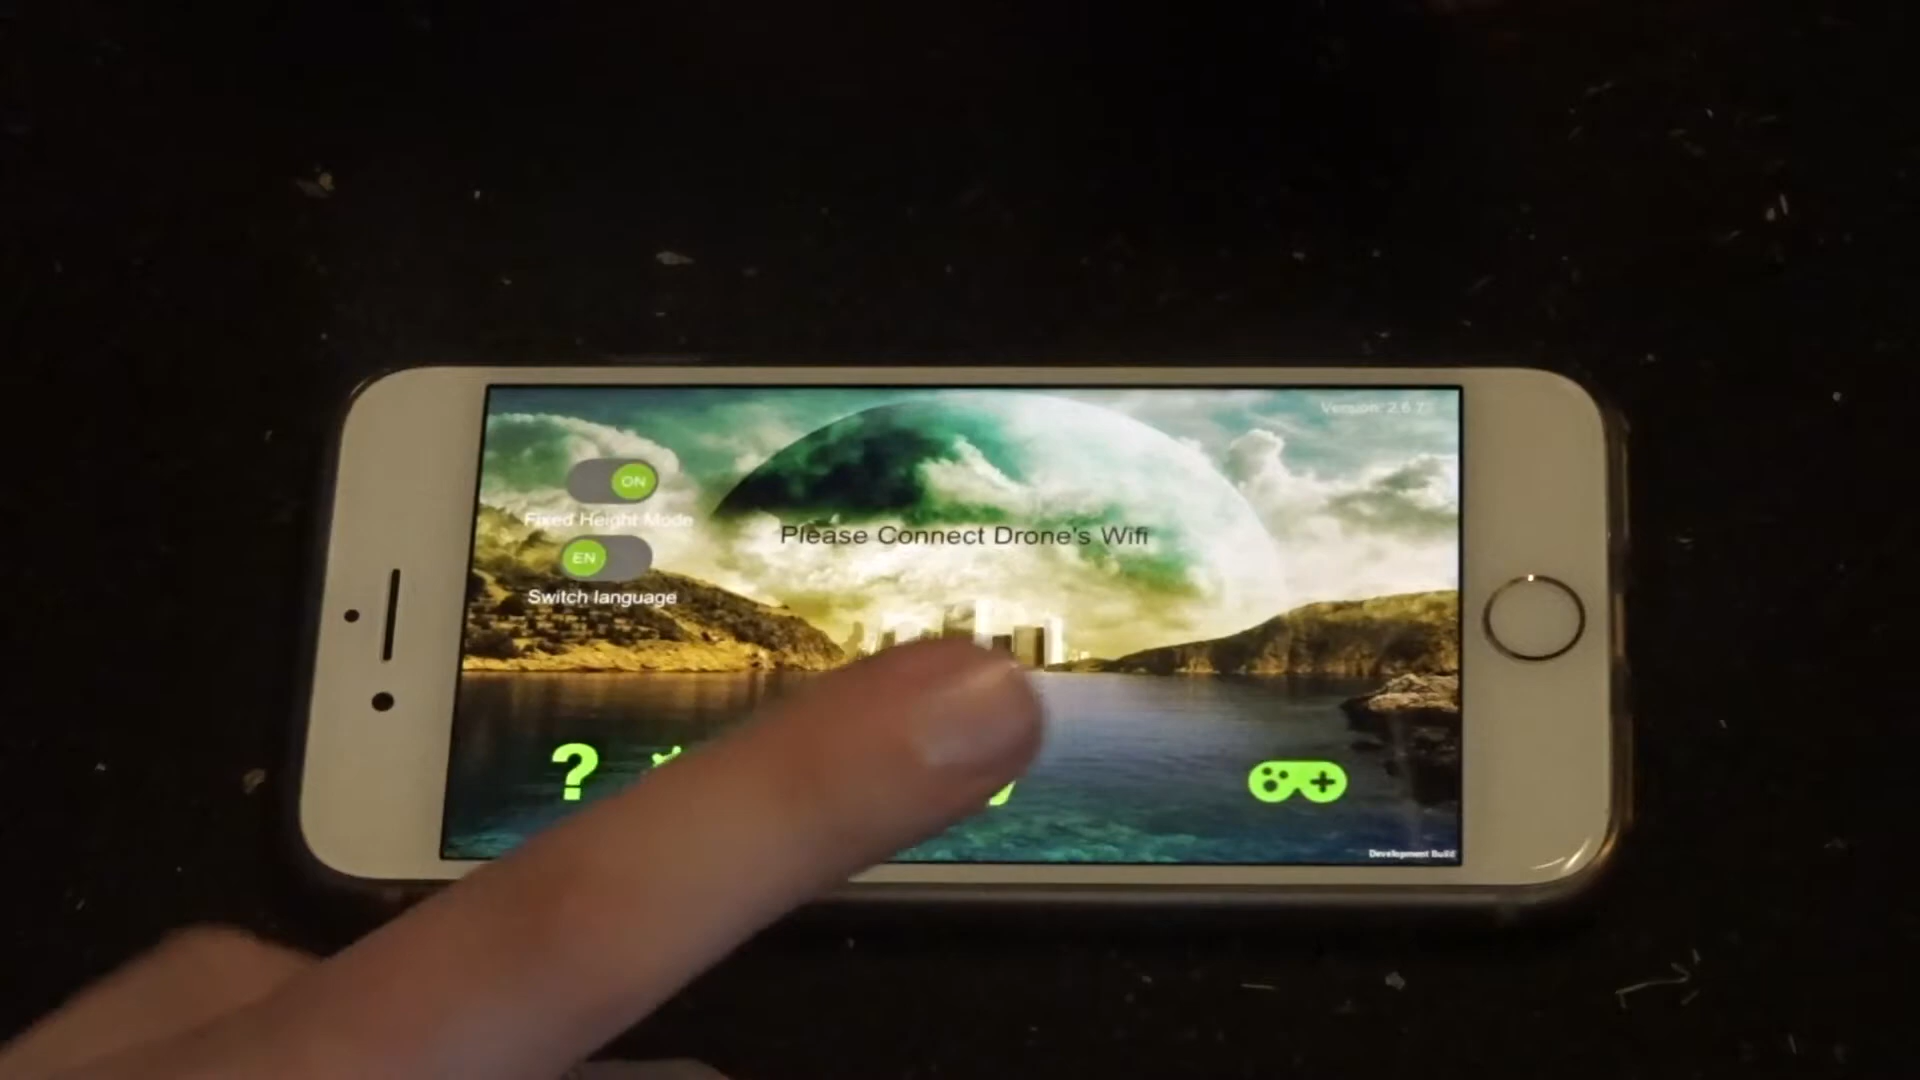 Version: 2.6.7
ON
Fixed Height Mode
Please Connect Drone's Wifi
EN
Switch language
Development Build